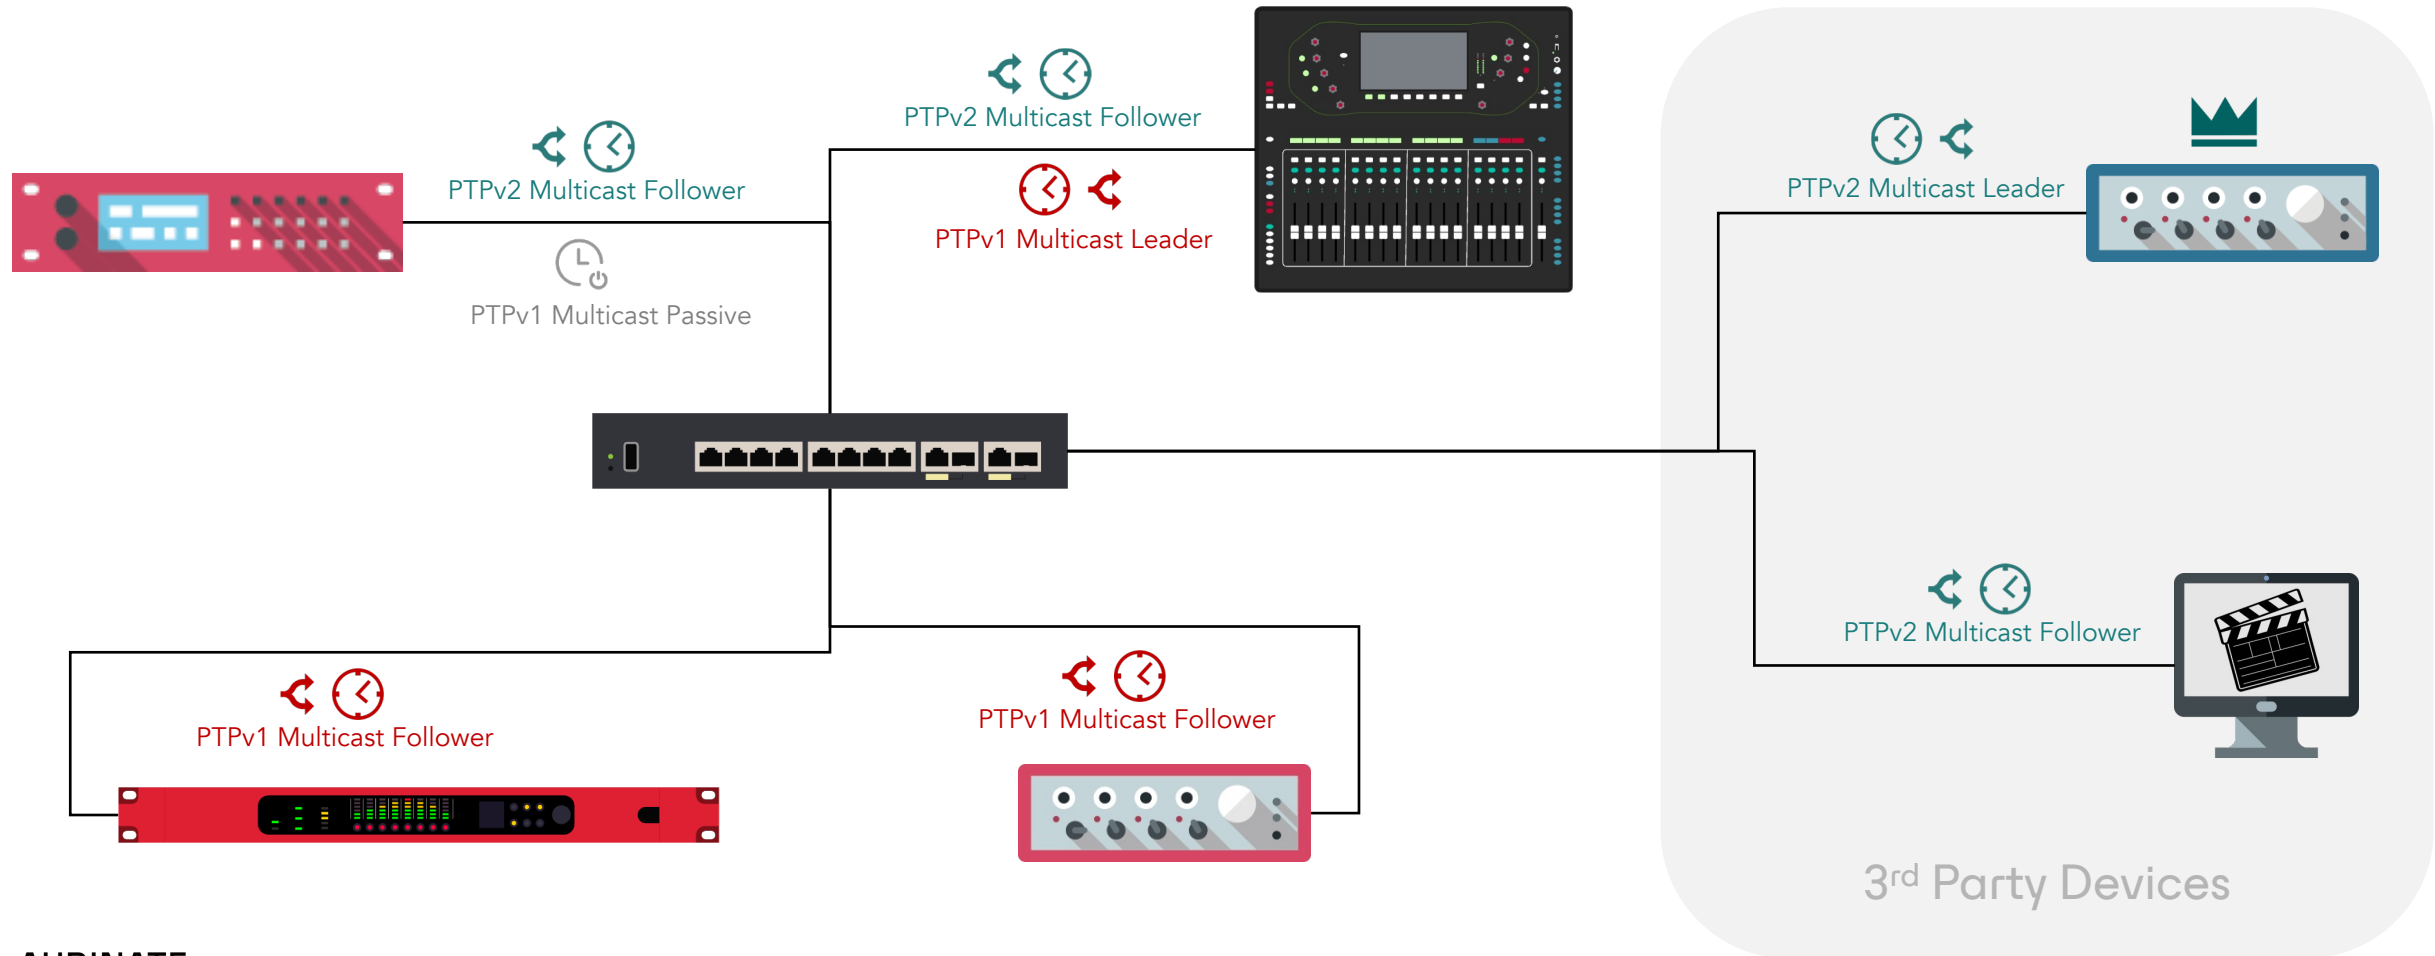 PTPv2 Multicast Follower
PTPv1 Multicast Leader
PTPv2 Multicast Follower
PTPv1 Multicast Passive
PTPv2 Multicast Leader
PTPv2 Multicast Follower
PTPv1 Multicast Follower
PTPv1 Multicast Follower
3rd Party Devices
AUDINATE